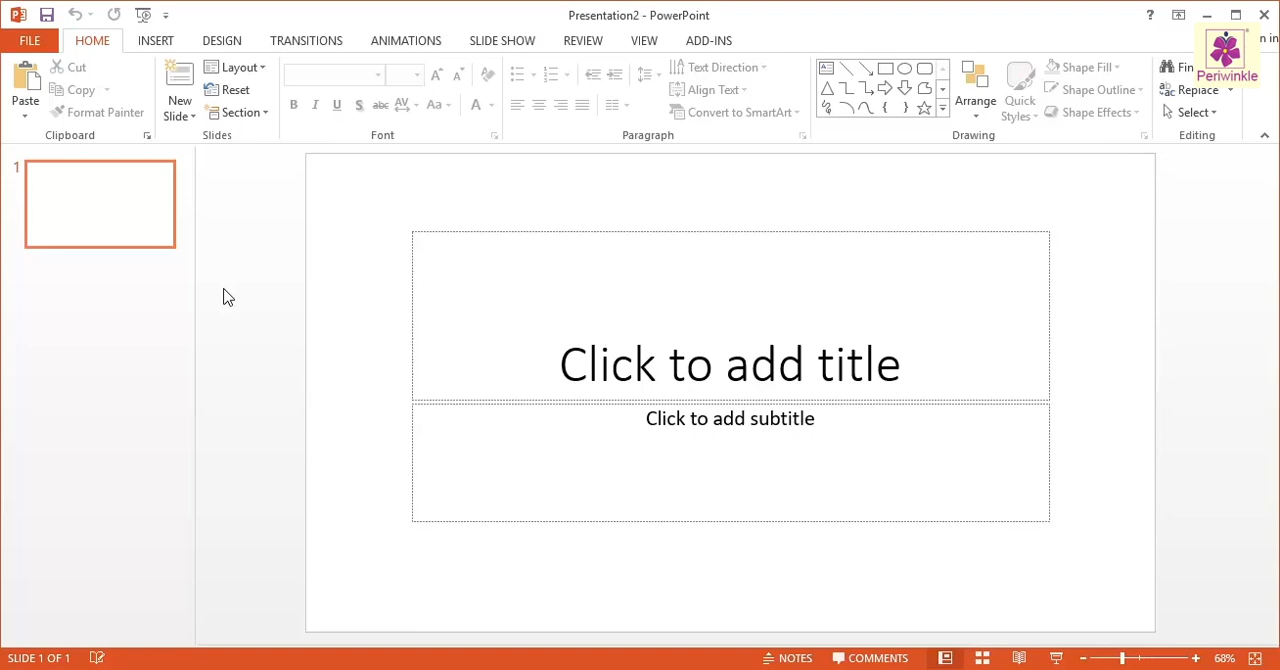 Presentation2 - PowerPoint
?
FILE HOME INSERT DESIGN TRANSITIONS ANIMATIONS SLIDE SHOW REVIEW VIEW ADD-INS
Periwinkle
Paste
Cut
Copy
Format Painter
Clipboard
New
Slide
Layout
Reset
Section
Slides
B I U S abc AV Aa A
Font
Text Direction
Align Text
Convert to SmartArt
Paragraph
Arrange
Quick
Styles
Shape Fill
Shape Outline
Shape Effects
Drawing
Replace
Select
Editing
1
Click to add title
Click to add subtitle
SLIDE 1 OF 1
NOTES
COMMENTS
68%